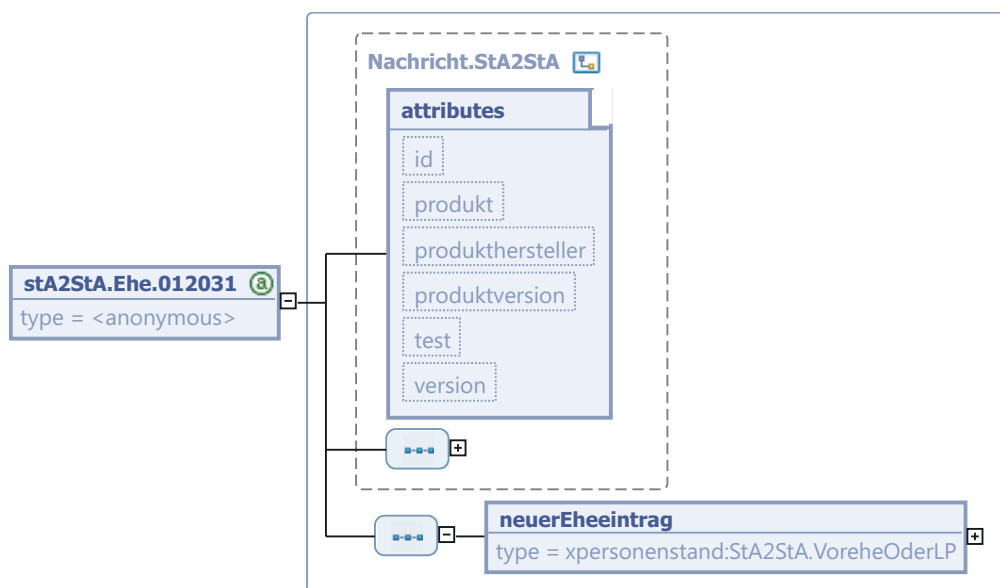 Nachricht.StA2StA
attributes
id
produkt
produkthersteller
produktversion
test
version
stA2StA.Ehe.012031 a
type = <anonymous>
neuerEheeintrag
type = xpersonenstand:StA2StA.VoreheOderLP